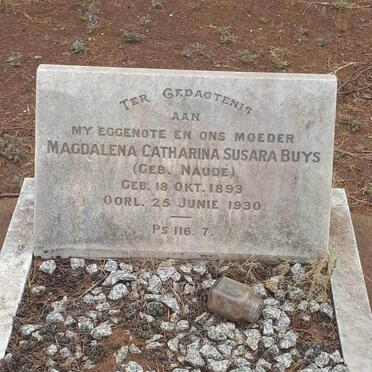 TER GEDAGTENIS
AAN
MY EGGENOTE EN ONS MOEDER
MAGDALENA CATHARINA SUSARA BUYS
(GEB. NAUDÉ)
GEB. 18 OKT. 1893
OORL. 25 JUNIE 1930
PS 116. 7.